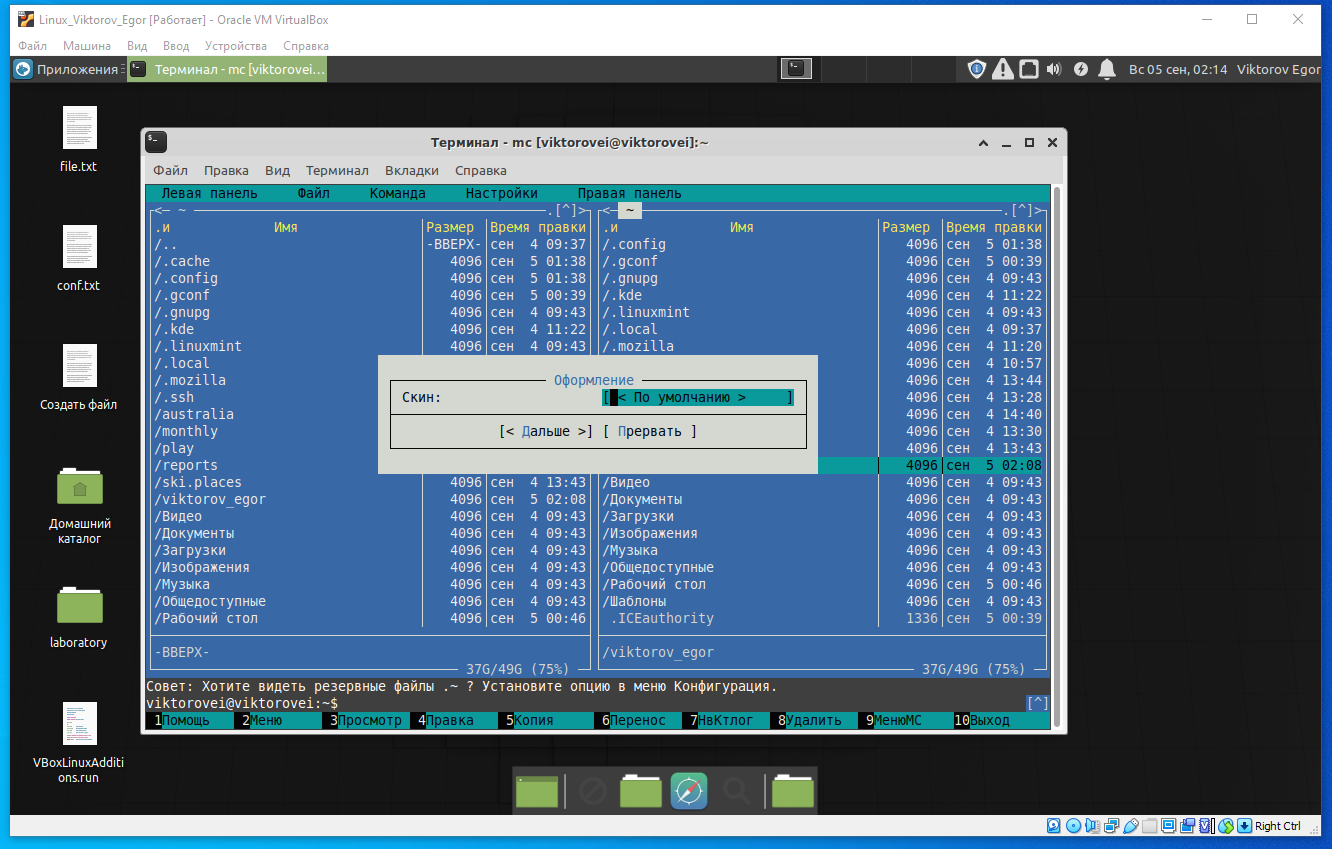 Linux_Viktorov_Egor [Работает] - Oracle VM VirtualBox
Файл Машина Вид Ввод Устройства Справка
Приложения Терминал - mc [viktorovei... Вс 05 сен, 02:14 Viktorov Egor
file.txt
conf.txt
Создать файл
Домашний
каталог
laboratory
VBoxLinuxAdditi
ons.run
Терминал - mc [viktorovei@viktorovei]:~
Файл Правка Вид Терминал Вкладки Справка
Левая панель Файл Команда Настройки Правая панель
<— ~ .[^]> <— ~ .[^]>
.и Имя Размер Время правки .и Имя Размер Время правки
/.. -ВВЕРХ- сен 4 09:37 /.config 4096 сен 5 01:38
/.cache 4096 сен 5 01:38 /.gconf 4096 сен 5 00:39
/.config 4096 сен 5 01:38 /.gnupg 4096 сен 4 09:43
/.gconf 4096 сен 5 00:39 /.kde 4096 сен 4 11:22
/.gnupg 4096 сен 4 09:43 /.linuxmint 4096 сен 4 09:43
/.kde 4096 сен 4 11:22 /.local 4096 сен 4 09:37
/.linuxmint 4096 сен 4 09:43 /.mozilla 4096 сен 4 11:20
/.local 4096 сен 4 10:57
/.mozilla Оформление 4096 сен 4 13:44
/.ssh Скин: [< По умолчанию > ] 4096 сен 4 13:28
/australia 4096 сен 4 14:40
/monthly [< Дальше >] [ Прервать ] 4096 сен 4 13:30
/play 4096 сен 4 13:43
/reports 4096 сен 5 02:08
/ski.places 4096 сен 4 13:43 /Видео 4096 сен 4 09:43
/viktorov_egor 4096 сен 5 02:08 /Документы 4096 сен 4 09:43
/Видео 4096 сен 4 09:43 /Загрузки 4096 сен 4 09:43
/Документы 4096 сен 4 09:43 /Изображения 4096 сен 4 09:43
/Загрузки 4096 сен 4 09:43 /Музыка 4096 сен 4 09:43
/Изображения 4096 сен 4 09:43 /Общедоступные 4096 сен 4 09:43
/Музыка 4096 сен 4 09:43 /Рабочий стол 4096 сен 5 00:46
/Общедоступные 4096 сен 4 09:43 /Шаблоны 4096 сен 4 09:43
/Рабочий стол 4096 сен 5 00:46 .ICEauthority 1336 сен 5 00:39
-ВВЕРХ- /viktorov_egor
37G/49G (75%) 37G/49G (75%)
Совет: Хотите видеть резервные файлы .~ ? Установите опцию в меню Конфигурация.
viktorovei@viktorovei:~$ [^]
1Помощь 2Меню 3Просмотр 4Правка 5Копия 6Перенос 7НвКтлог 8Удалить 9МенюМС 10Выход
Right Ctrl